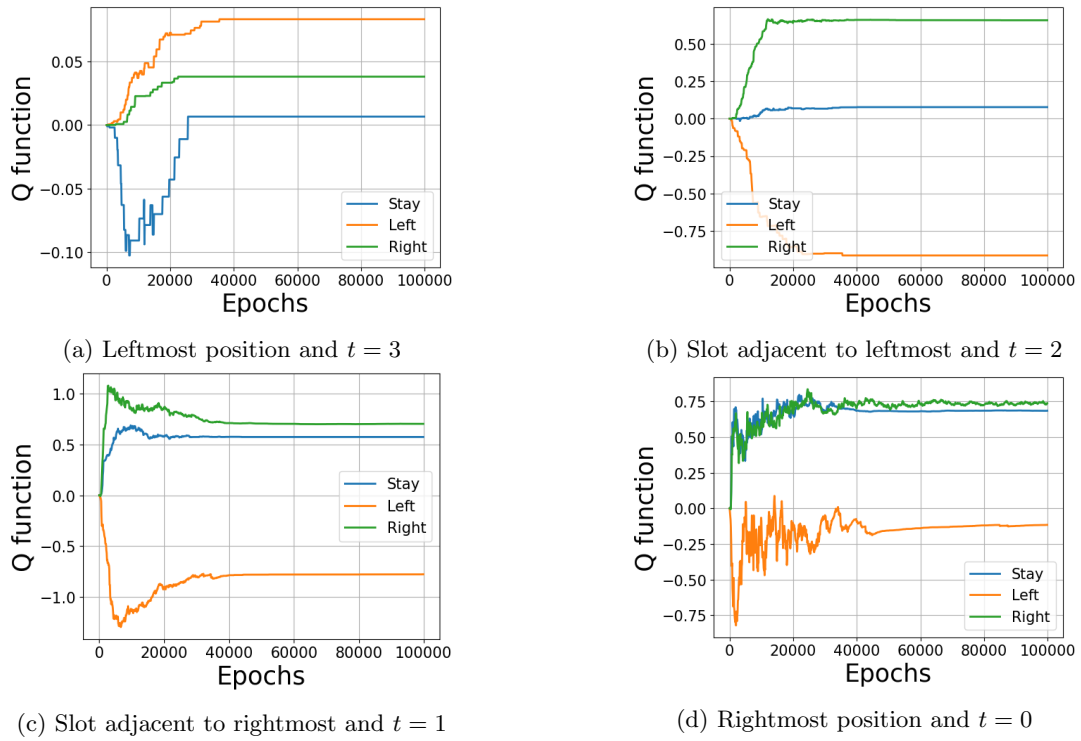 Q function
0.05
0.00
−0.05
−0.10
Stay
Left
Right
0 20000 40000 60000 80000 100000
Epochs
(a) Leftmost position and t = 3
Q function
0.50
0.25
0.00
−0.25
−0.50
−0.75
Stay
Left
Right
0 20000 40000 60000 80000 100000
Epochs
(b) Slot adjacent to leftmost and t = 2
Q function
1.0
0.5
0.0
−0.5
−1.0
Stay
Left
Right
0 20000 40000 60000 80000 100000
Epochs
(c) Slot adjacent to rightmost and t = 1
Q function
0.75
0.50
0.25
0.00
−0.25
−0.50
−0.75
Stay
Left
Right
0 20000 40000 60000 80000 100000
Epochs
(d) Rightmost position and t = 0